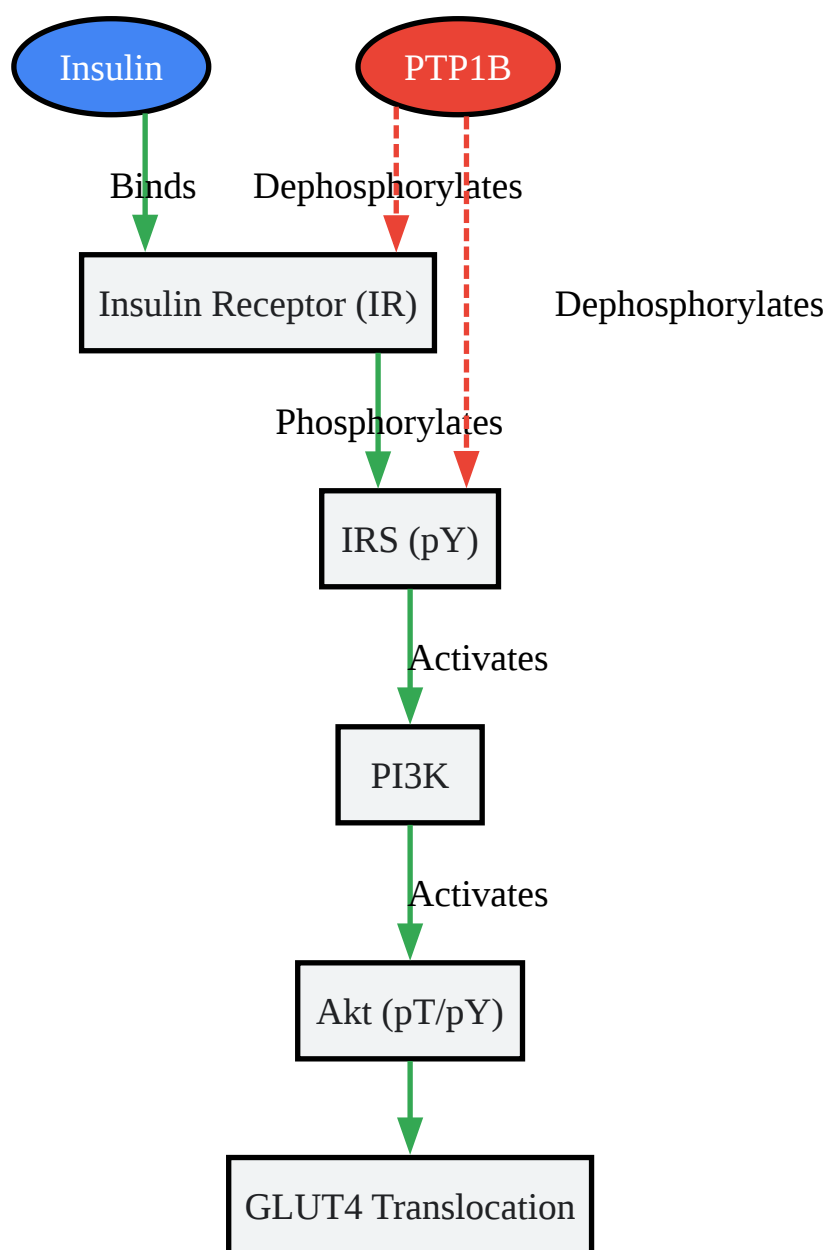 Insulin
PTP1B
Binds
Dephosphorylates
Insulin Receptor (IR)
Dephosphorylates
Phosphorylates
IRS (pY)
Activates
PI3K
Activates
Akt (pT/pY)
GLUT4 Translocation